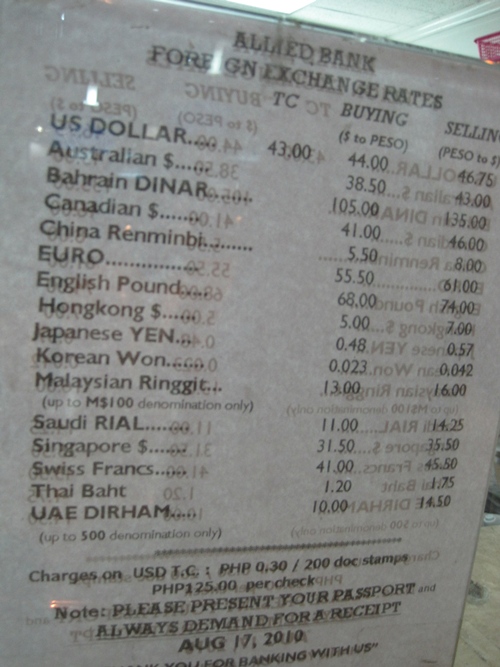 ALLIED BANK
FOREIGN EXCHANGE RATES
TC BUYING SELLIN
($ to PESO) (PESO to $)
US DOLLAR.... 43.00 44.00 46.75
Australian $..... 38.50 43.00
Bahrain DINAR....... 105.00 135.00
Canadian $...... 41.00 46.00
China Renminbi......... 5.50 8.00
EURO............... 55.50 61.00
English Pound.... 68.00 74.00
Hongkong $..... 5.00 7.00
Japanese YEN... 0.48 0.57
Korean Won....... 0.023 0.042
Malaysian Ringgit... 13.00 16.00
(up to M$100 denomination only)
Saudi RIAL..... 11.00 14.25
Singapore $...... 31.50 35.50
Swiss Francs..... 41.00 45.50
Thai Baht 1.20 1.75
UAE DIRHAM..... 10.00 14.50
(up to 500 denomination only)
Charges on USD T.C. : PHP 0.30 / 200 doc stamps
PHP125.00 per check
Note: PLEASE PRESENT YOUR PASSPORT and
ALWAYS DEMAND FOR A RECEIPT
AUG 17, 2010
YOU FOR BANKING WITH US"